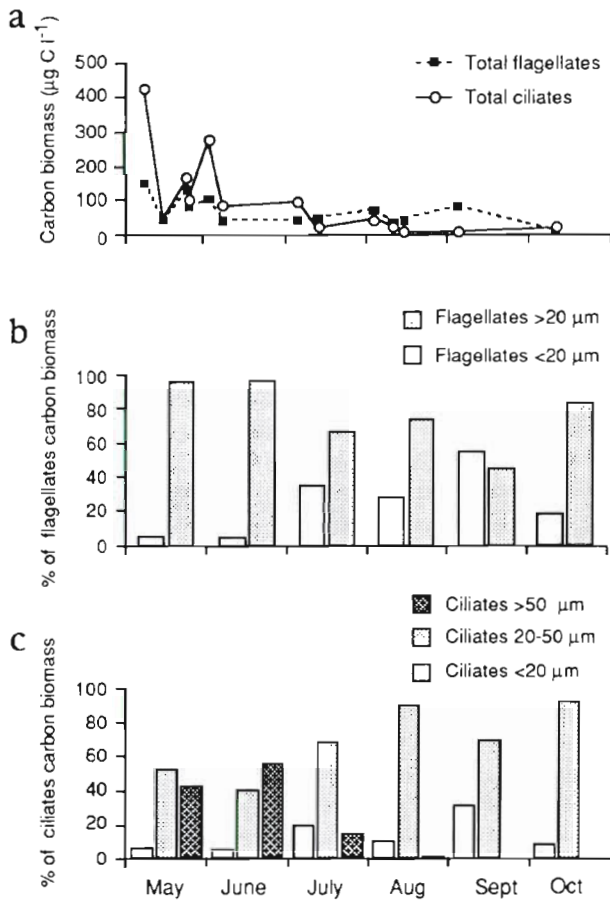 a
Carbon biomass (µg C l⁻¹)
500
400
300
200
100
0
Total flagellates
Total ciliates
b
% of flagellates carbon biomass
100
80
60
40
20
0
Flagellates >20 µm
Flagellates <20 µm
c
% of ciliates carbon biomass
100
80
60
40
20
0
Ciliates >50 µm
Ciliates 20-50 µm
Ciliates <20 µm
May June July Aug Sept Oct